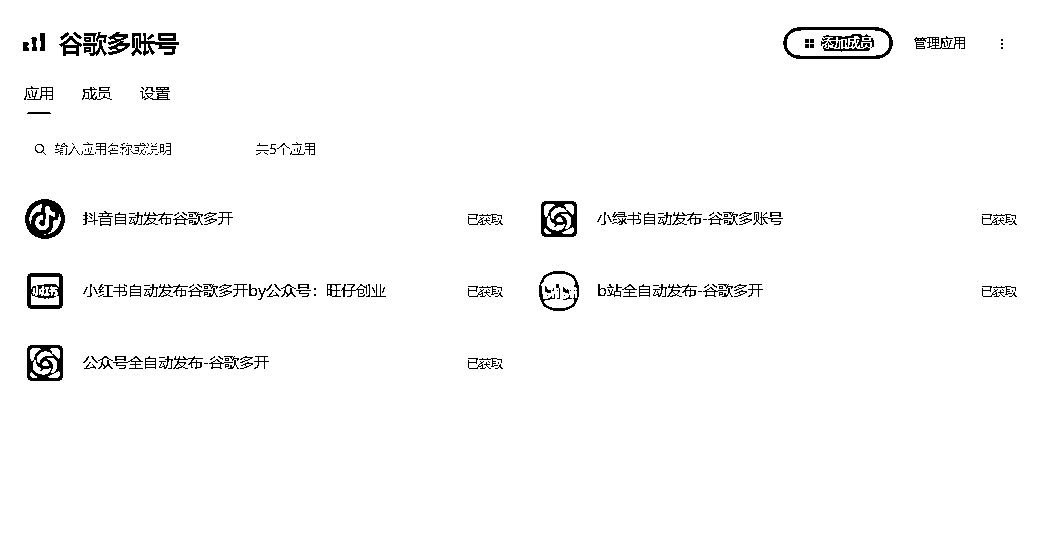 谷歌多账号
添加成员 管理应用
应用 成员 设置
输入应用名称或说明 共5个应用
抖音自动发布谷歌多开 已获取
小绿书自动发布-谷歌多账号 已获取
小红书
小红书自动发布谷歌多开by公众号：旺仔创业 已获取
bilibili
b站全自动发布-谷歌多开 已获取
公众号全自动发布-谷歌多开 已获取